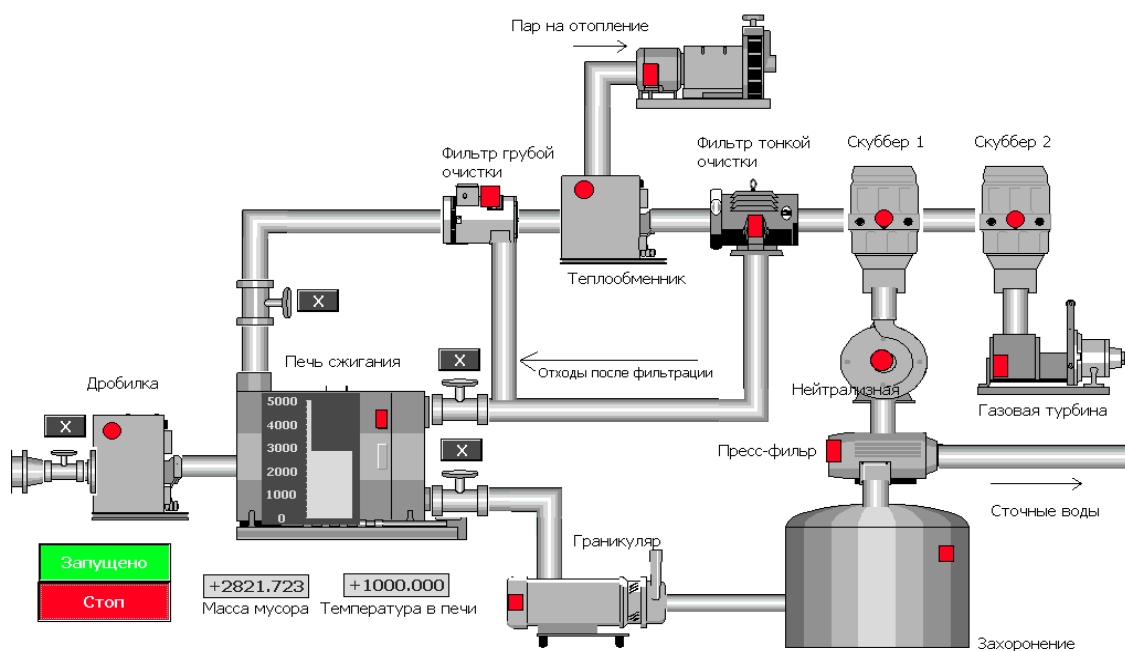 Пар на отопление
Фильтр грубой
очистки
Фильтр тонкой
очистки
Скуббер 1
Скуббер 2
Теплообменник
X
Печь сжигания
X
Отходы после фильтрации
Нейтрализная
Газовая турбина
Дробилка
X
5000
4000
3000
2000
1000
0
X
Пресс-фильр
Сточные воды
Граникуляр
Запущено
Стоп
+2821.723
Масса мусора
+1000.000
Температура в печи
Захоронение